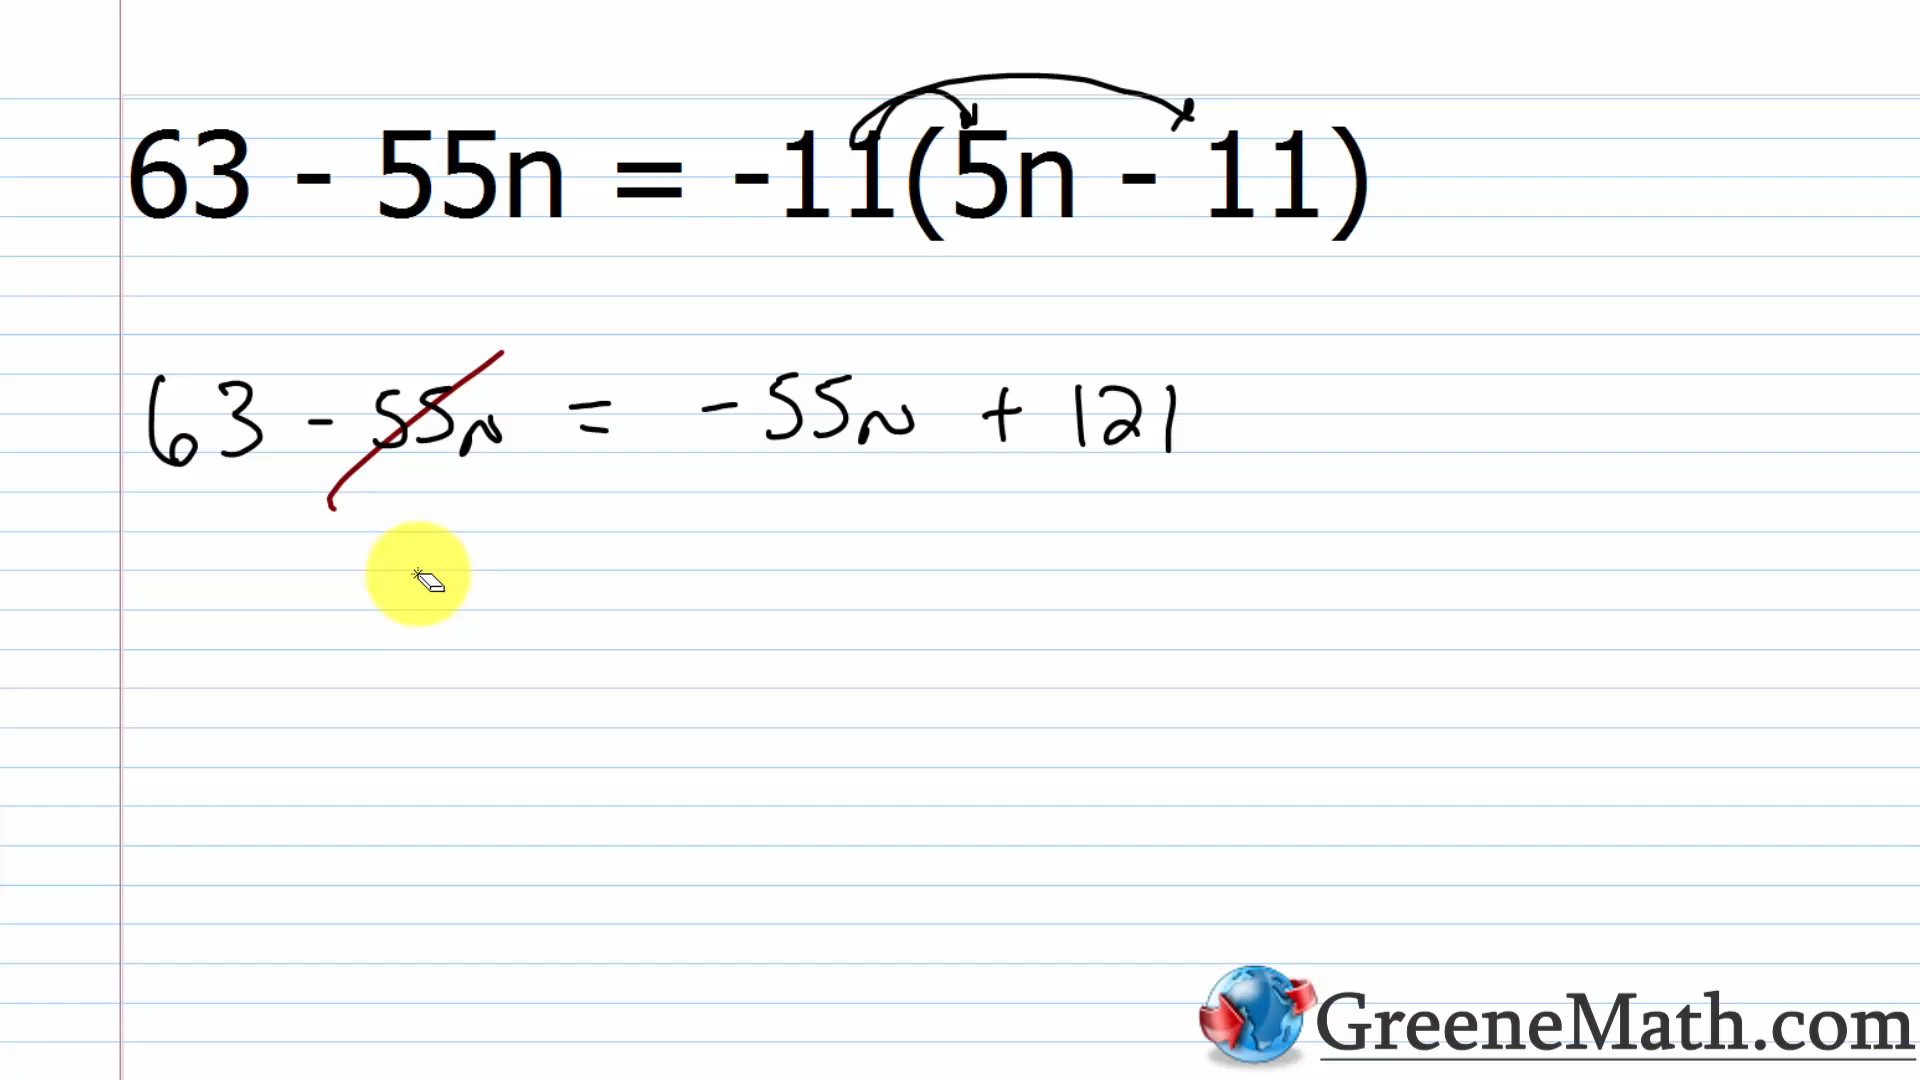 63 - 55n = -11(5n - 11)
63 - 55n = -55n + 121
GreeneMath.com